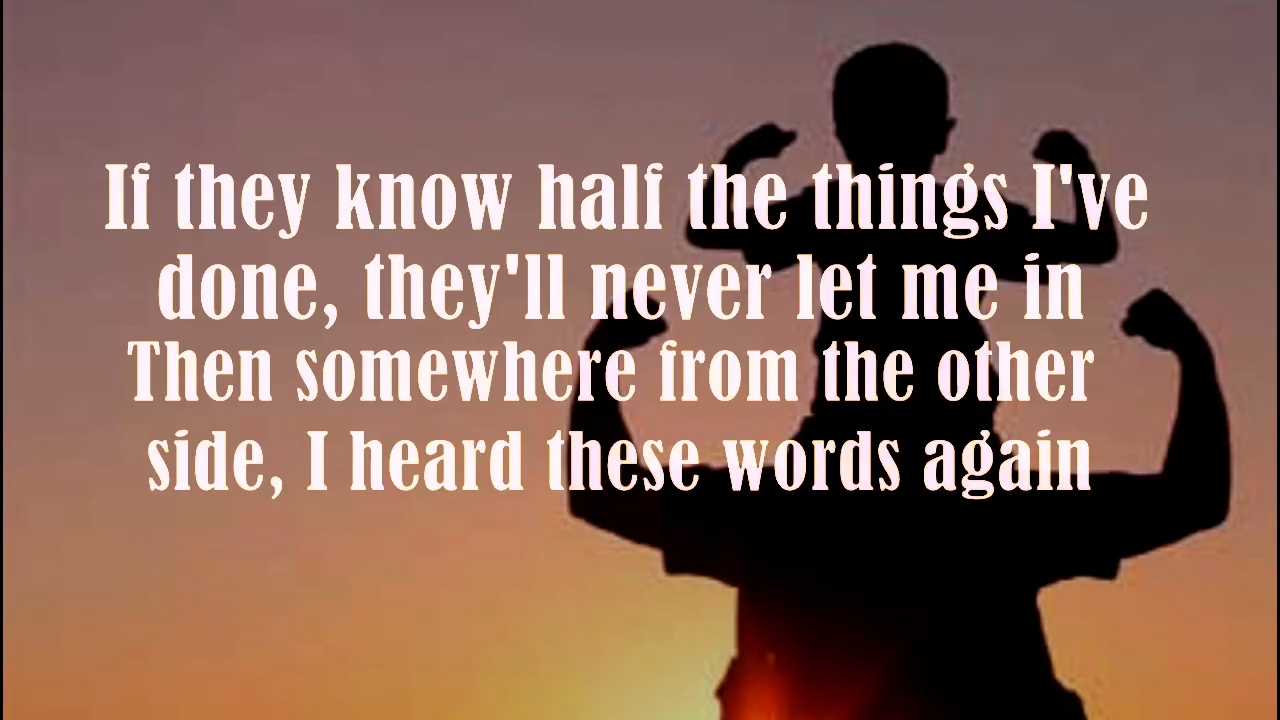 If they know half the things I've
done, they'll never let me in
Then somewhere from the other
side, I heard these words again